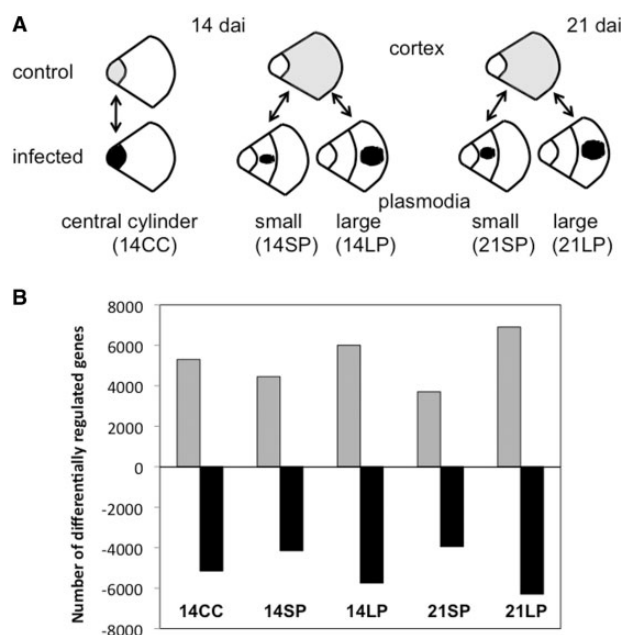 A
14 dai
21 dai
control
cortex
infected
plasmodia
central cylinder
(14CC)
small
(14SP)
large
(14LP)
small
(21SP)
large
(21LP)
B
Number of differentially regulated genes
8000
6000
4000
2000
0
-2000
-4000
-6000
-8000
14CC 14SP 14LP 21SP 21LP